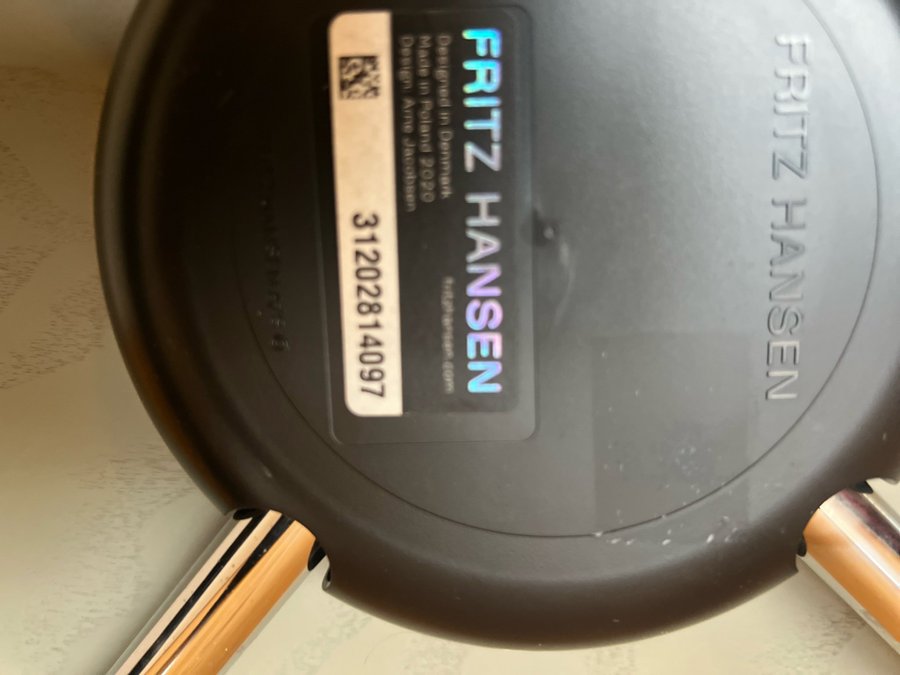 FRITZ HANSEN
FRITZ HANSEN
fritzhansen.com
Designed in Denmark
Made in Poland 2020
Design: Arne Jacobsen
31202814097